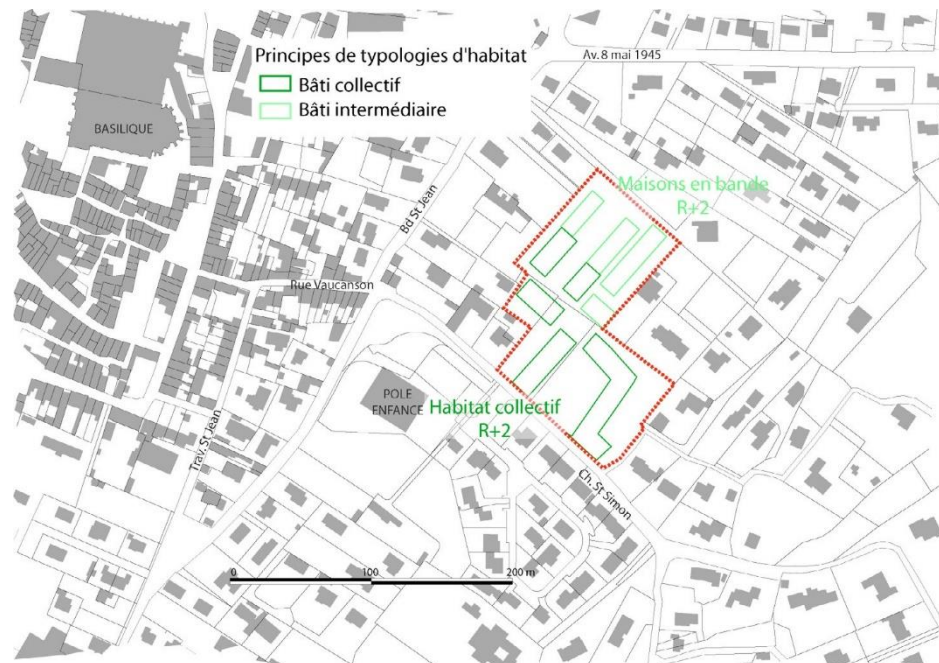 Principes de typologies d'habitat
Bâti collectif
Bâti intermédiaire
Av. 8 mai 1945
BASILIQUE
Bd St Jean
Maisons en bande
R+2
Rue Vaucanson
POLE
ENFANCE
Habitat collectif
R+2
Trav. St Jean
Ch. St Simon
0
100
200 m